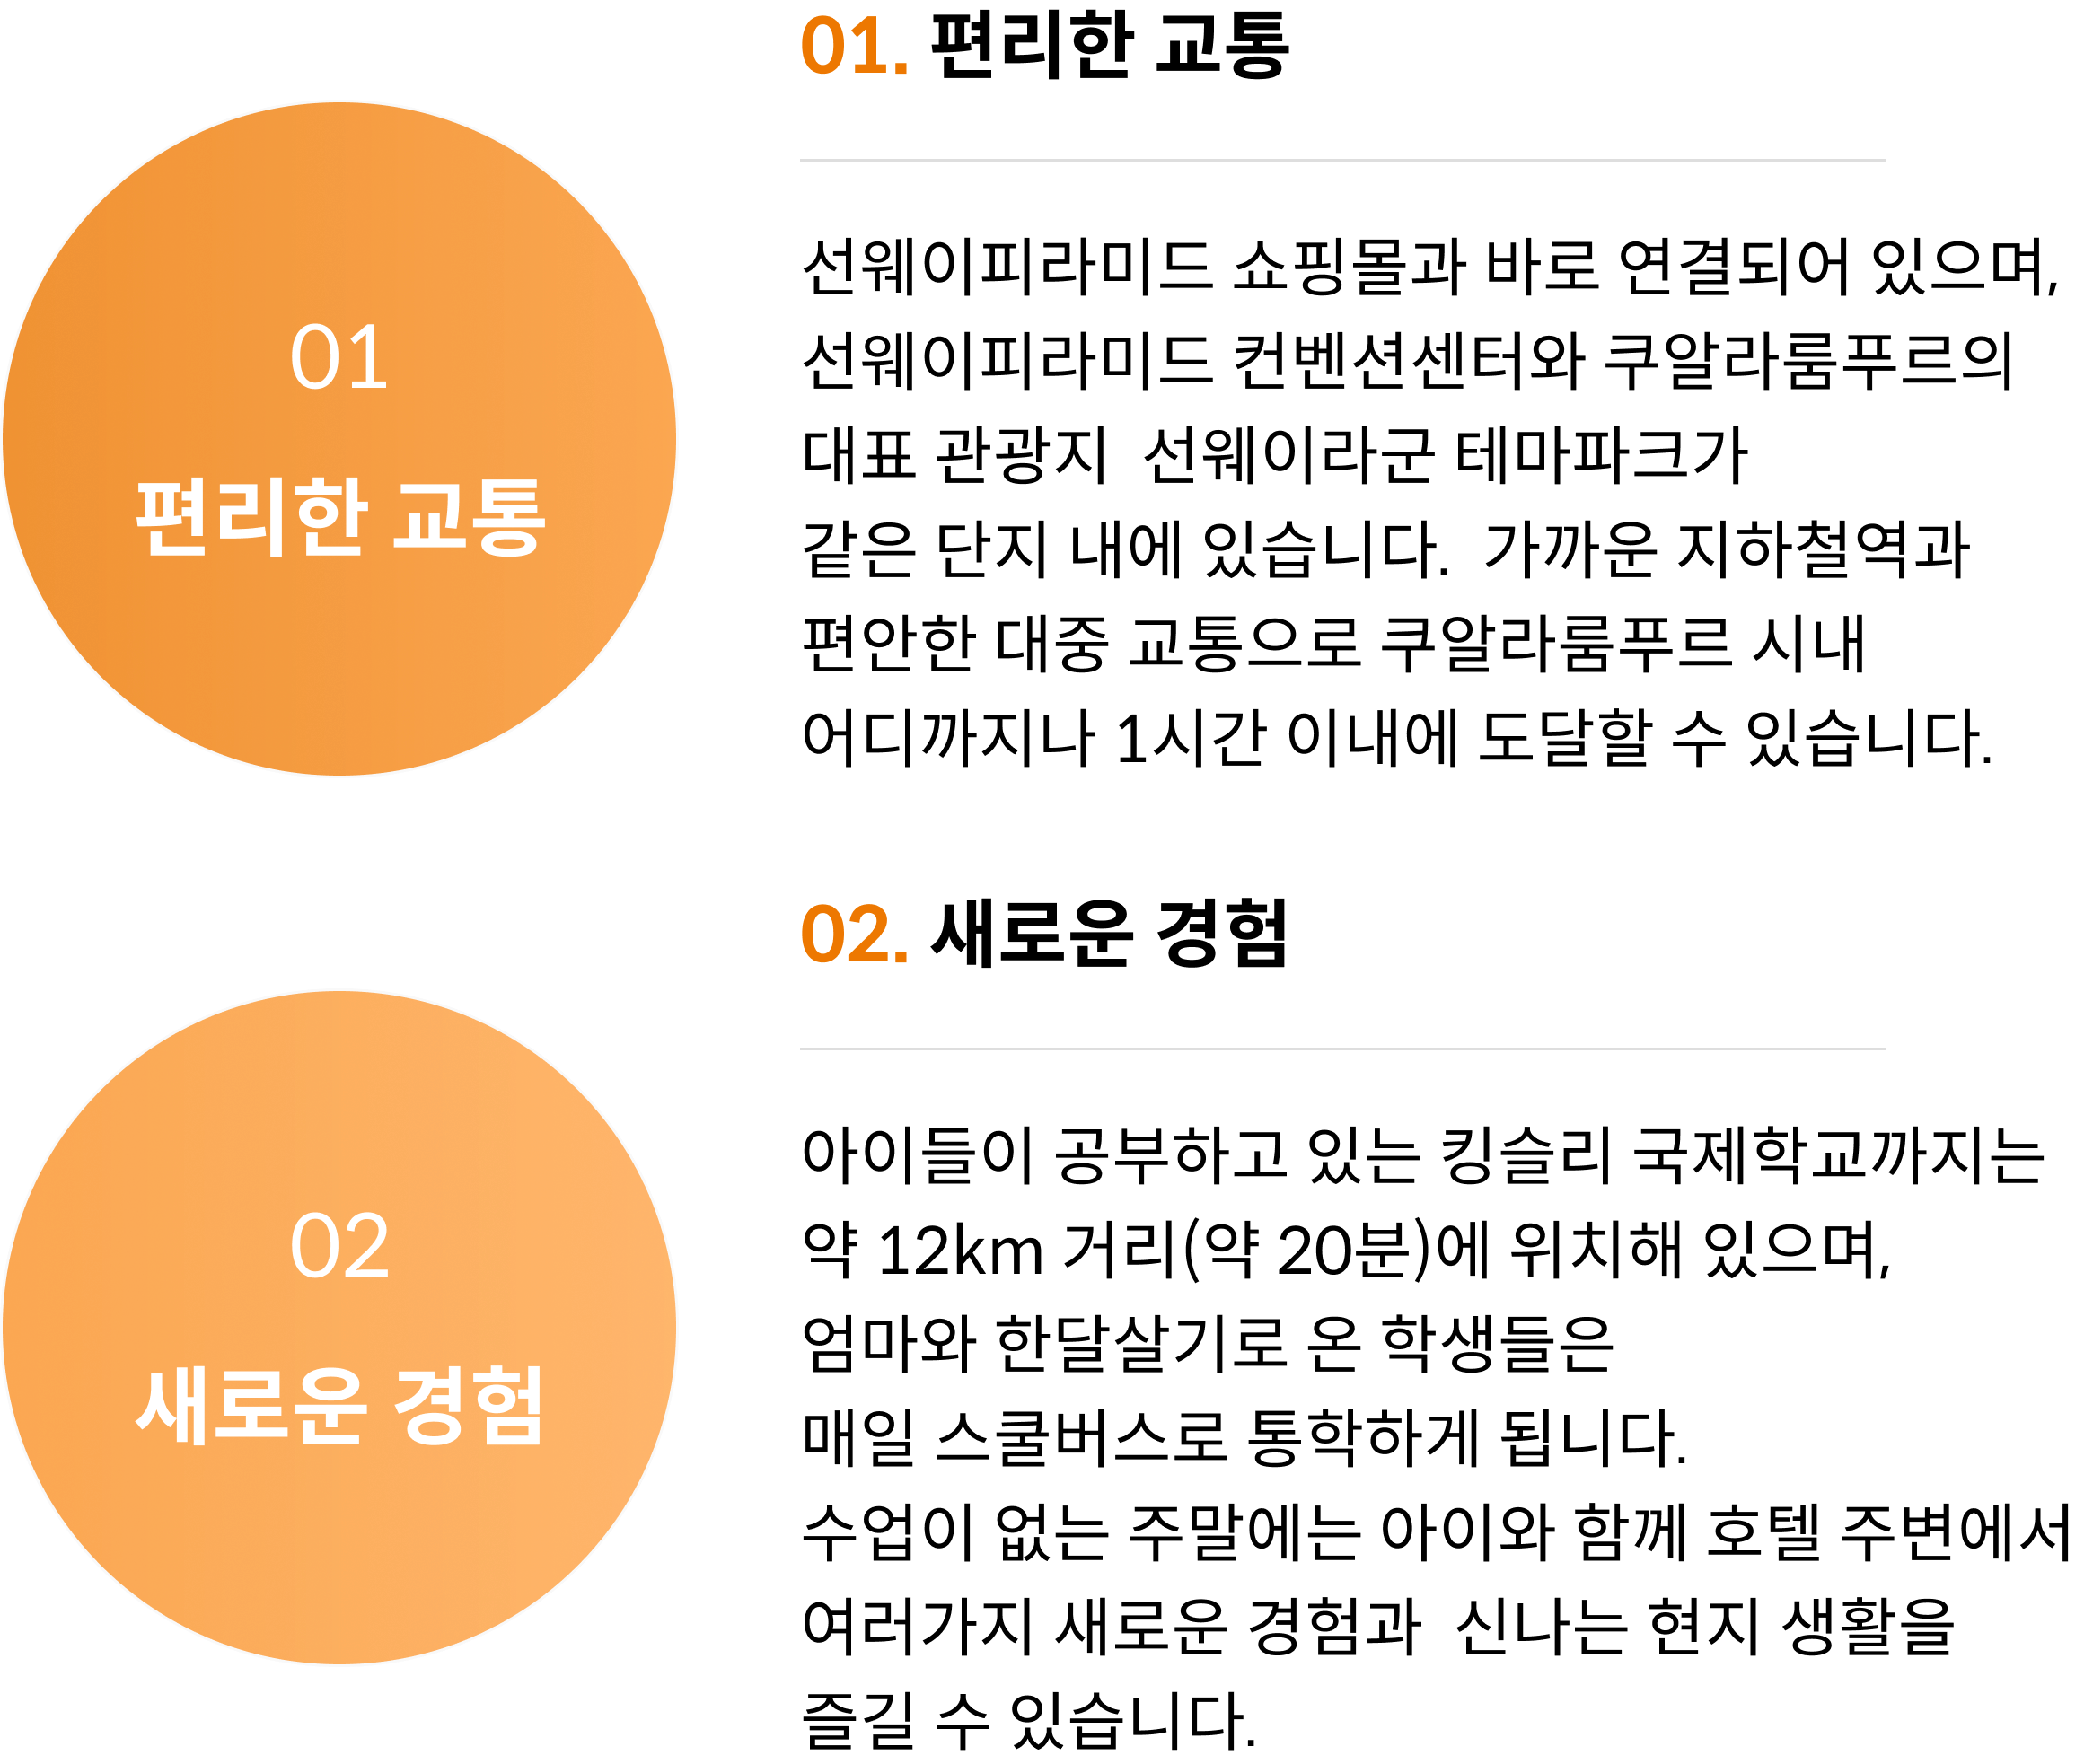 01. 편리한 교통
01
편리한 교통
선웨이피리미드 쇼핑몰과 바로 연결되어 있으며,
선웨이피라미드 컨벤션센터와 쿠알라룸푸르의
대표 관광지 선웨이라군 테마파크가
같은 단지 내에 있습니다. 가까운 지하철역과
편안한 대중 교통으로 쿠알라룸푸르 시내
어디까지나 1시간 이내에 도달할 수 있습니다.
02. 새로운 경험
02
새로운 경험
아이들이 공부하고 있는 킹슬리 국제학교까지는
약 12km 거리(약 20분)에 위치해 있으며,
엄마와 한달살기로 온 학생들은
매일 스쿨버스로 통학하게 됩니다.
수업이 없는 주말에는 아이와 함께 호텔 주변에서
여러가지 새로운 경험과 신나는 현지 생활을
즐길 수 있습니다.